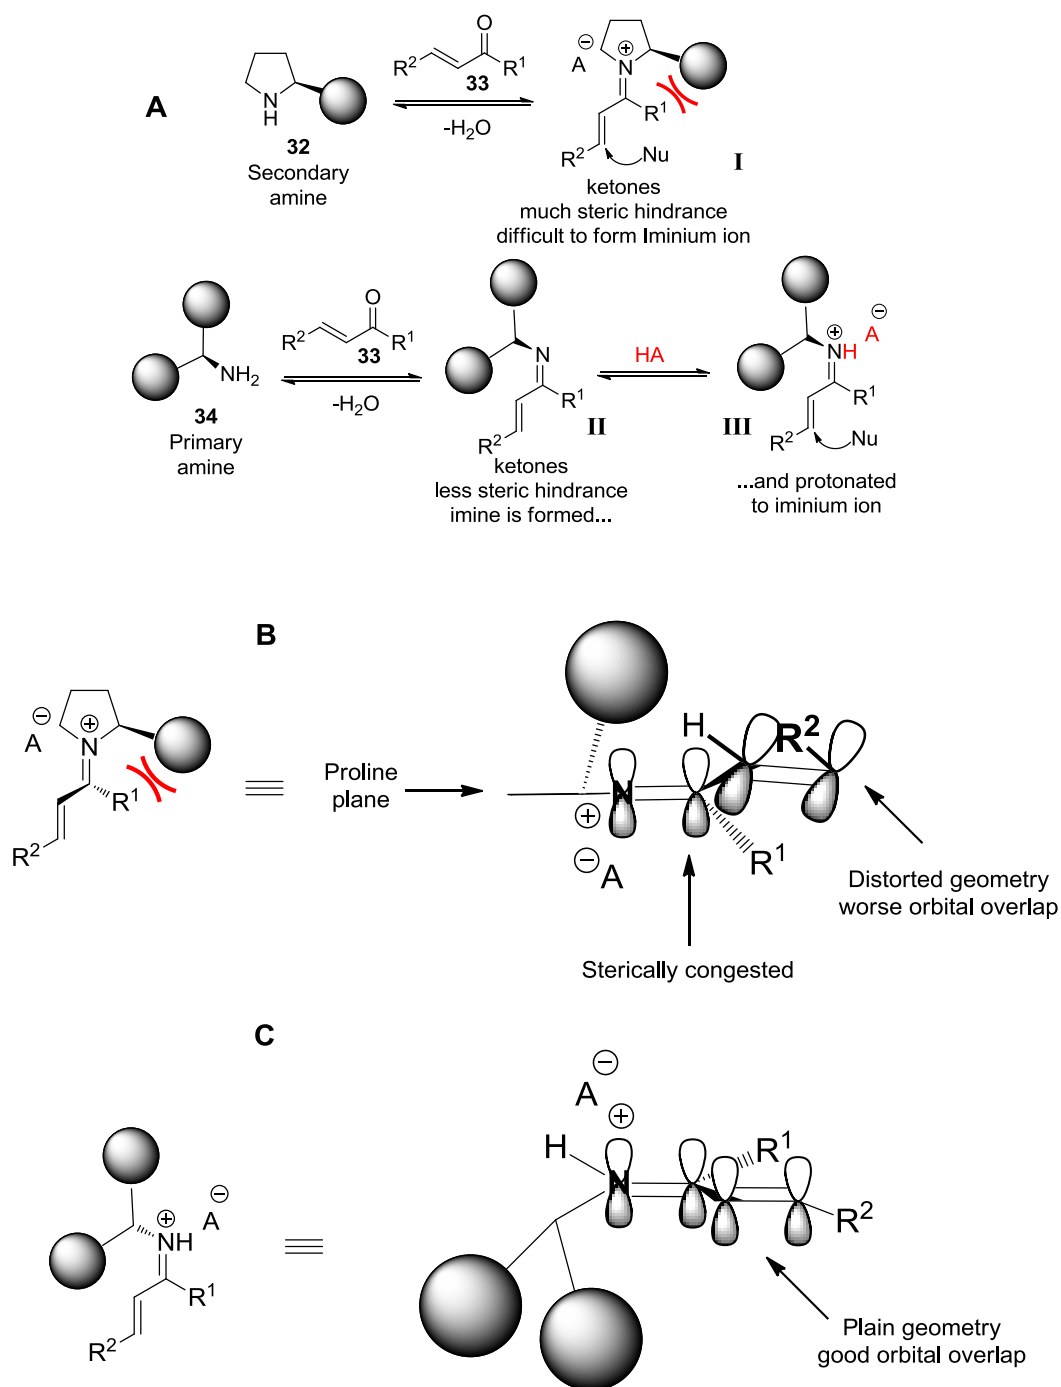 A
N
H
32
Secondary
amine
O
R² R¹
33
-H₂O
⊖
A
⊕
N
R¹
R² Nu
I
ketones
much steric hindrance
difficult to form Iminium ion
NH₂
34
Primary
amine
O
R² R¹
33
-H₂O
N
R¹
R²
II
ketones
less steric hindrance
imine is formed...
HA
⊕
NH
⊖
A
R¹
R² Nu
III
...and protonated
to iminium ion
B
⊖
A
⊕
N
R¹
R²
Proline
plane
H R²
N
⊕
⊖
A
R¹
Distorted geometry
worse orbital overlap
Sterically congested
C
⊕
NH
⊖
A
R¹
R²
⊖
A
⊕
H
N
R¹
R²
Plain geometry
good orbital overlap